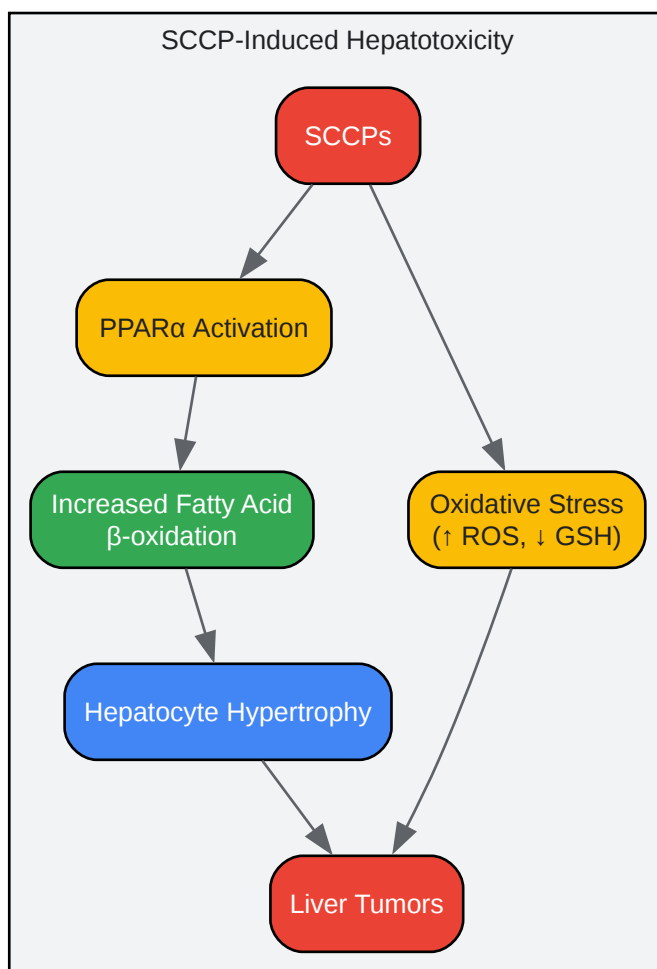 SCCP-Induced Hepatotoxicity
SCCPs
PPARα Activation
Increased Fatty Acid
β-oxidation
Oxidative Stress
(↑ ROS, ↓ GSH)
Hepatocyte Hypertrophy
Liver Tumors